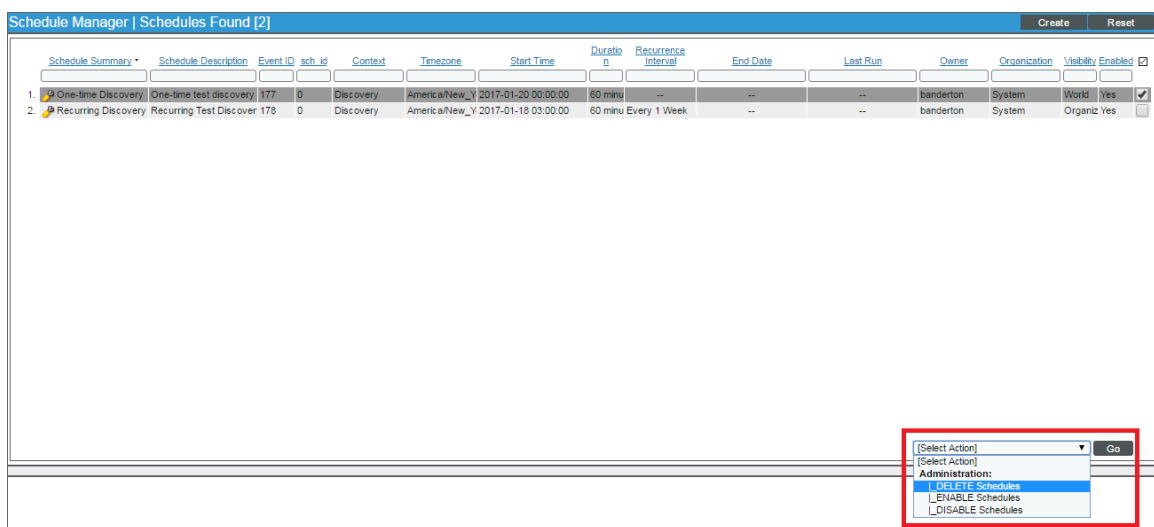 Schedule Manager | Schedules Found [2]
Create
Reset
Schedule Summary
Schedule Description
Event ID
sch_id
Context
Timezone
Start Time
Duratio
n
Recurrence
Interval
End Date
Last Run
Owner
Organization
Visibility
Enabled
1. One-time Discovery One-time test discovery 177 0 Discovery America/New_Y 2017-01-20 00:00:00 60 minu -- -- -- banderton System World Yes
2. Recurring Discovery Recurring Test Discover 178 0 Discovery America/New_Y 2017-01-18 03:00:00 60 minu Every 1 Week -- -- banderton System Organiz Yes
[Select Action]
Go
[Select Action]
Administration:
|_DELETE Schedules
|_ENABLE Schedules
|_DISABLE Schedules